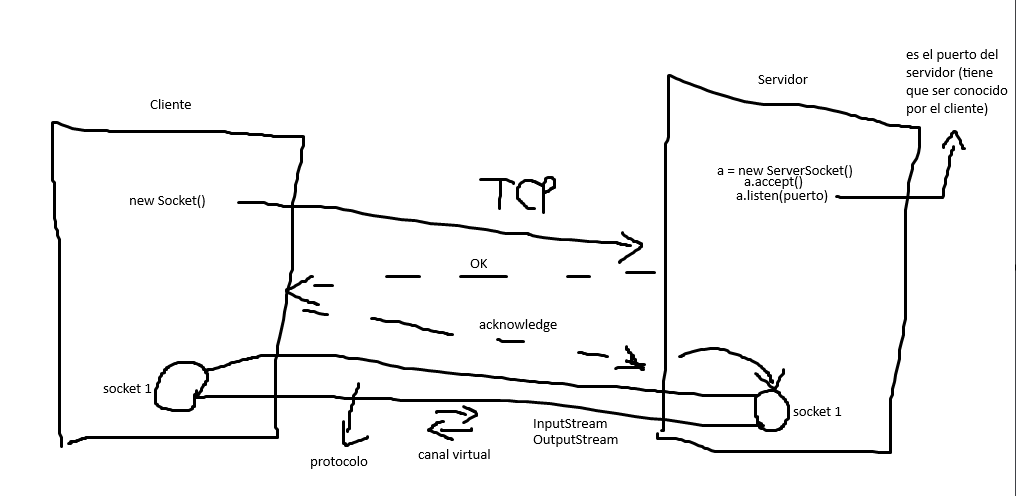 es el puerto del
servidor (tiene
que ser conocido
por el cliente)
Servidor
Cliente
a = new ServerSocket()
a.accept()
a.listen(puerto)
new Socket()
TCP
OK
acknowledge
socket 1
socket 1
InputStream
OutputStream
canal virtual
protocolo